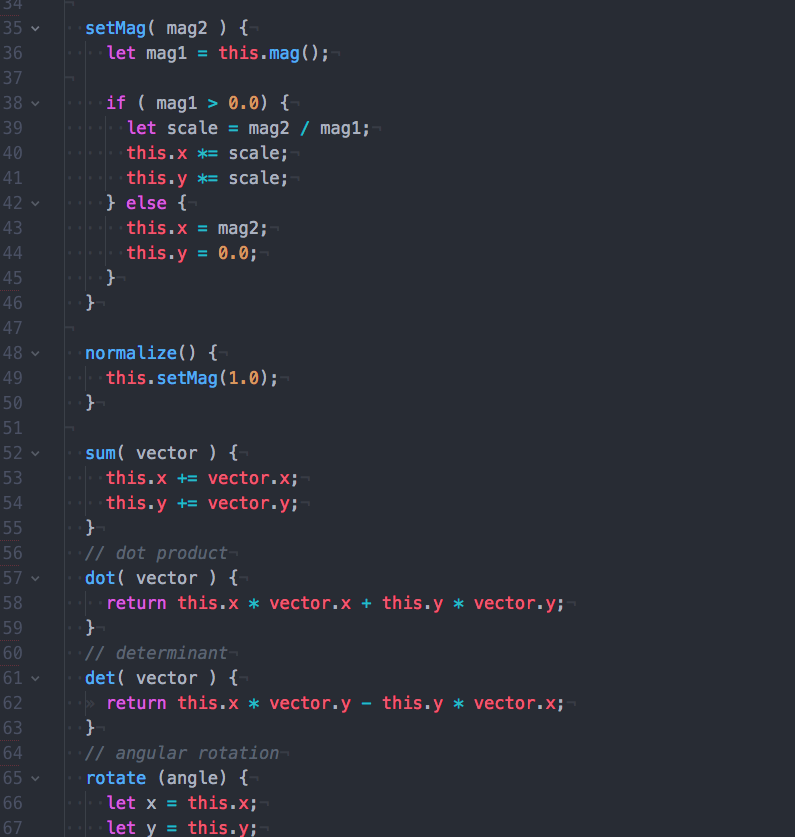 34
35 setMag( mag2 ) {
36 let mag1 = this.mag();
37
38 if ( mag1 > 0.0) {
39 let scale = mag2 / mag1;
40 this.x *= scale;
41 this.y *= scale;
42 } else {
43 this.x = mag2;
44 this.y = 0.0;
45 }
46 }
47
48 normalize() {
49 this.setMag(1.0);
50 }
51
52 sum( vector ) {
53 this.x += vector.x;
54 this.y += vector.y;
55 }
56 // dot product
57 dot( vector ) {
58 return this.x * vector.x + this.y * vector.y;
59 }
60 // determinant
61 det( vector ) {
62 » return this.x * vector.y - this.y * vector.x;
63 }
64 // angular rotation
65 rotate (angle) {
66 let x = this.x;
67 let y = this.y;